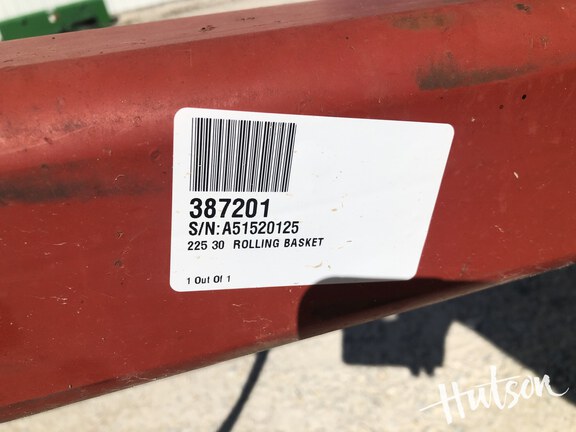 387201
S/N:A51520125
225 30 ROLLING BASKET
1 Out Of 1
Hutson